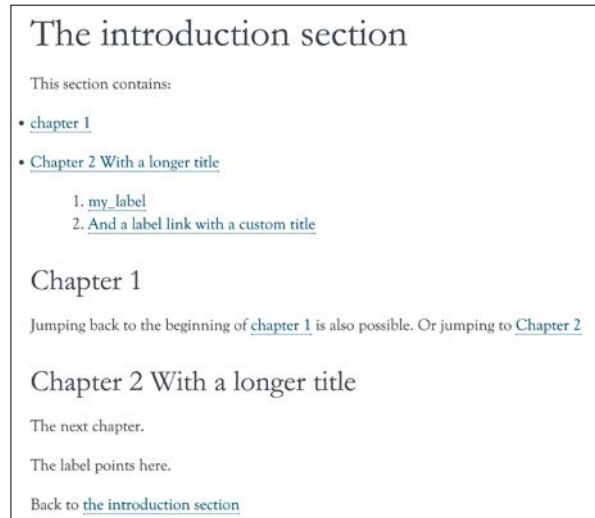 The introduction section
This section contains:
• chapter 1
• Chapter 2 With a longer title
1. my_label
2. And a label link with a custom title
Chapter 1
Jumping back to the beginning of chapter 1 is also possible. Or jumping to Chapter 2
Chapter 2 With a longer title
The next chapter.
The label points here.
Back to the introduction section